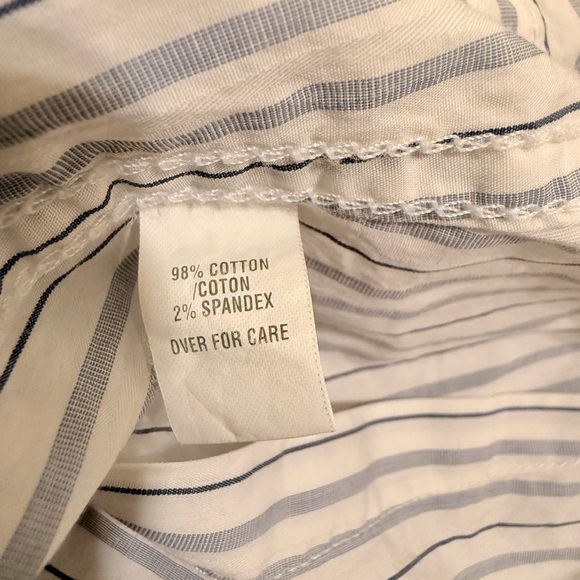 98% COTTON
/COTON
2% SPANDEX
OVER FOR CARE